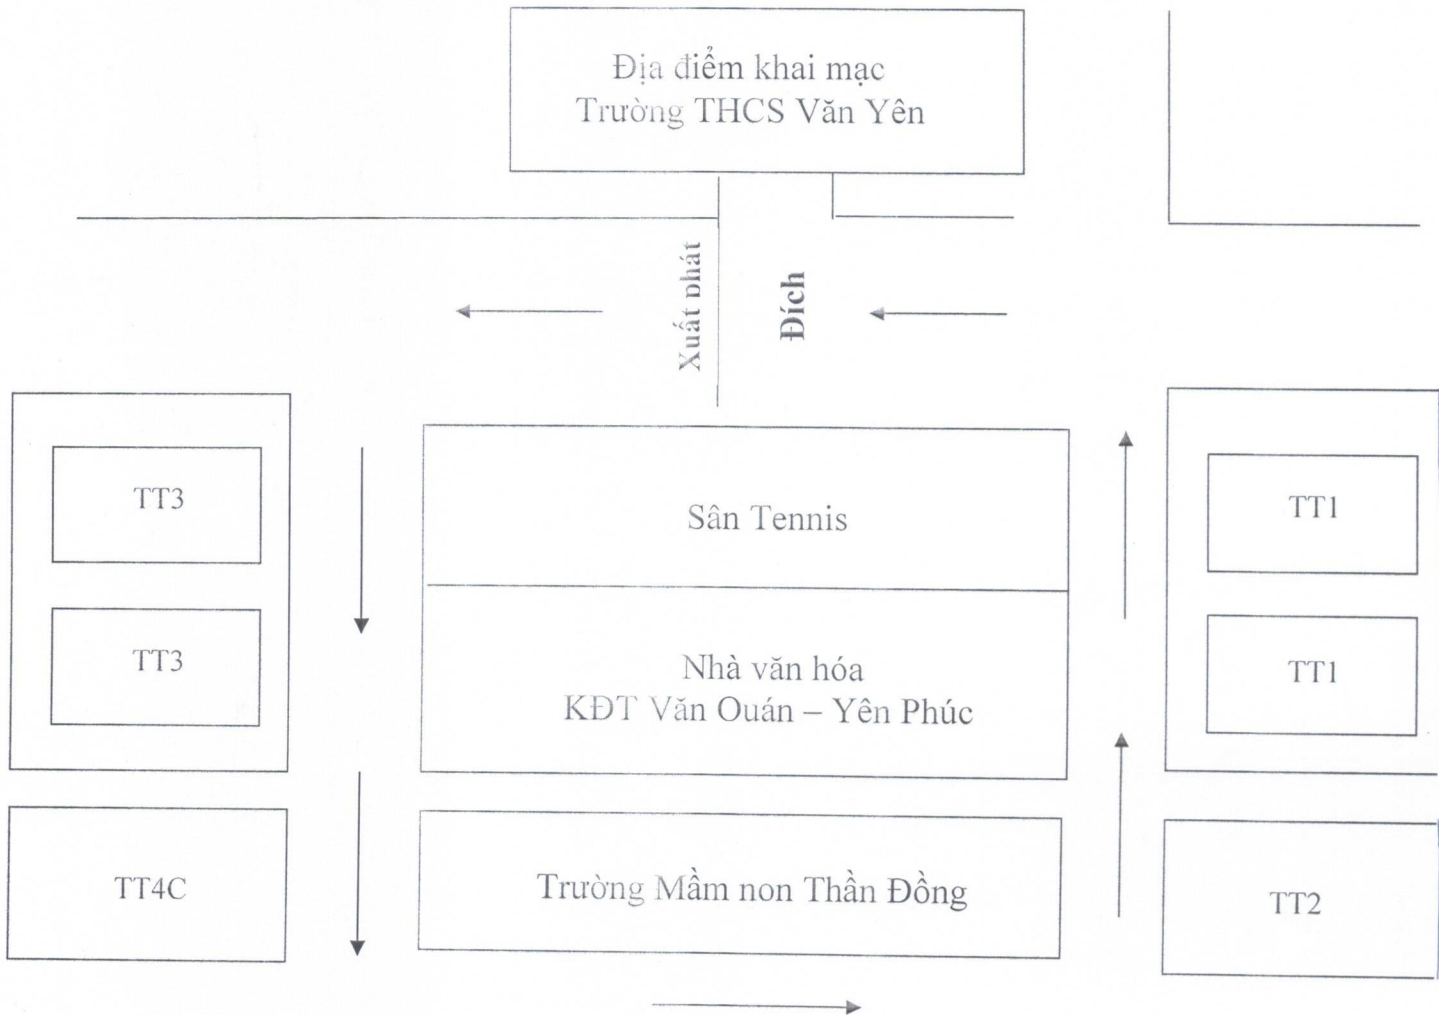 Địa điểm khai mạc
Trường THCS Văn Yên
Xuất phát
Đích
TT3
Sân Tennis
TT1
TT3
Nhà văn hóa
KĐT Văn Quán – Yên Phúc
TT1
TT4C
Trường Mầm non Thần Đồng
TT2